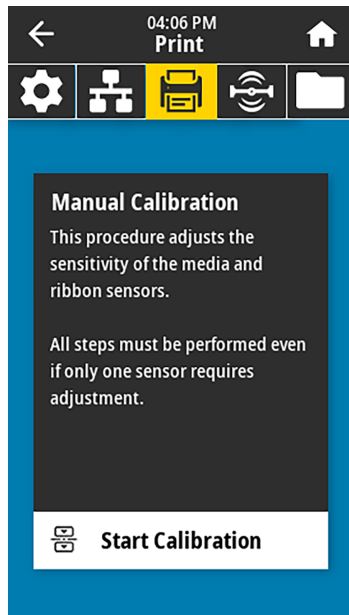 04:06 PM
Print
Manual Calibration
This procedure adjusts the
sensitivity of the media and
ribbon sensors.
All steps must be performed even
if only one sensor requires
adjustment.
Start Calibration